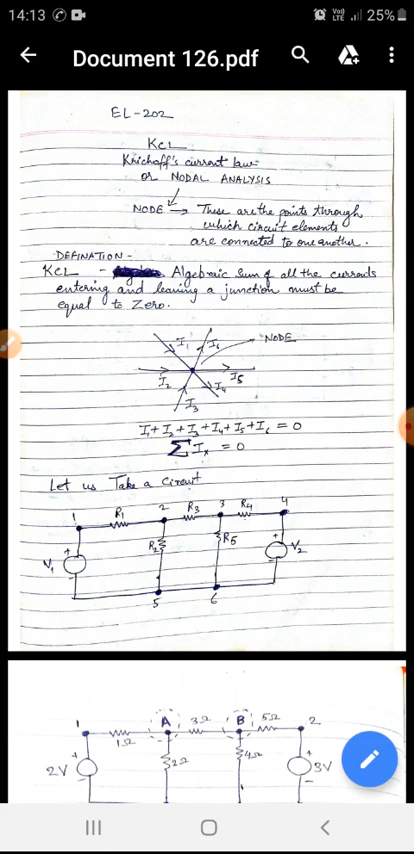 14:13
Vo) LTE 25%
Document 126.pdf
EL-202
KCL
Krichoff's current law
or NODAL ANALYSIS
NODE → These are the points through
which circuit elements
are connected to one another.
DEFINATION -
KCL - Algebraic Sum of all the currents
entering and leaving a junction must be
equal to Zero.
I1 I6 NODE
I2 I5
I3 I4
I1+I2+I3+I4+I5+I6 = 0
∑Ix = 0
Let us Take a Circuit
1 R1 2 R3 3 R4 4
V1 + - R2 R5 + - V2
5 6
1 A 3Ω B 5Ω 2
1Ω
2V + - 2Ω 4Ω + - 3V